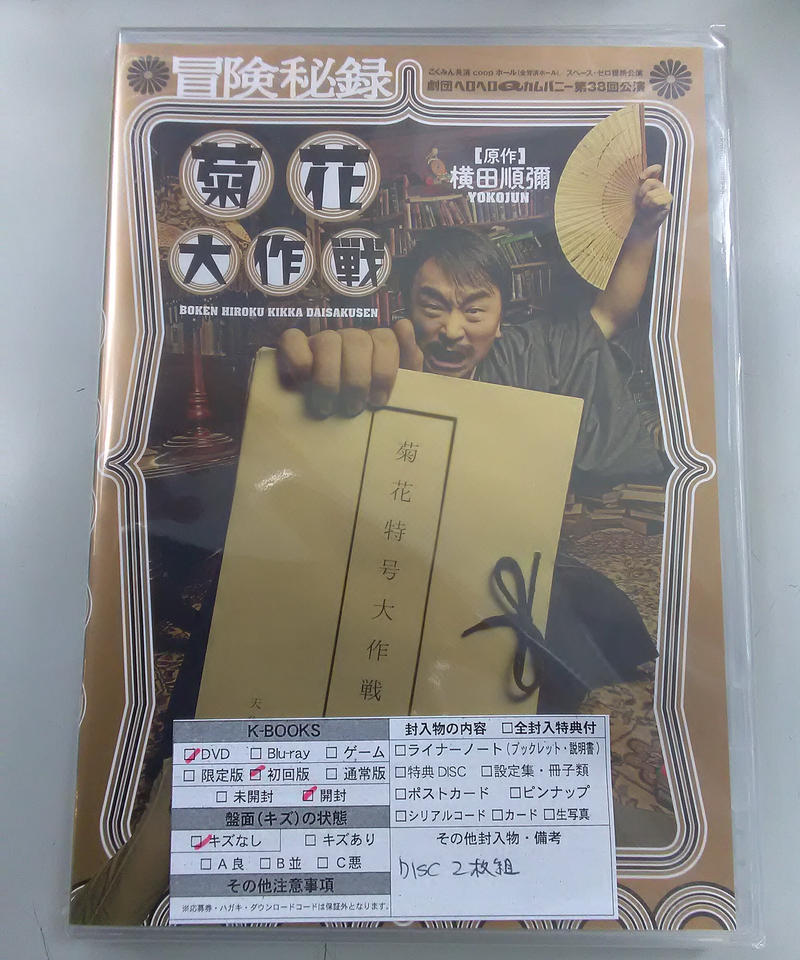 冒険秘録
こくみん共済 coop ホール(全労済ホール)/スペース・ゼロ提携公演
劇団ヘロヘロQカムパニー第38回公演
菊花
大作戦
BOKEN HIROKU KIKKA DAISAKUSEN
【原作】
横田順彌
YOKOJUN
菊花特号大作戦
天
K-BOOKS
☑DVD □Blu-ray □ゲーム
□限定版 ☑初回版 □通常版
□未開封 ☑開封
盤面(キズ)の状態
☑キズなし □キズあり
□A良 □B並 □C悪
その他注意事項
※応募券・ハガキ・ダウンロードコードは保証外となります。
封入物の内容 □全封入特典付
□ライナーノート(ブックレット・説明書)
□特典DISC □設定集・冊子類
□ポストカード □ピンナップ
□シリアルコード □カード □生写真
その他封入物・備考
DISC 2枚組